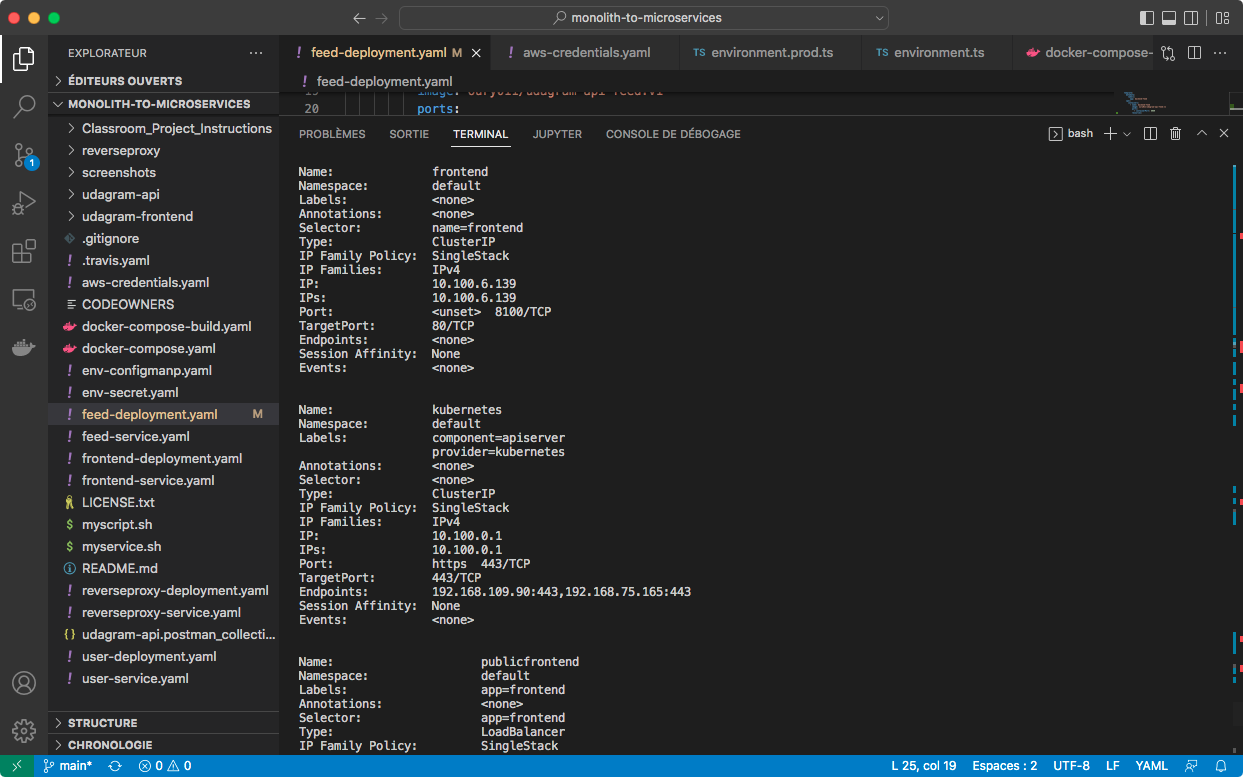 monolith-to-microservices
EXPLORATEUR
ÉDITEURS OUVERTS
MONOLITH-TO-MICROSERVICES
Classroom_Project_Instructions
reverseproxy
screenshots
udagram-api
udagram-frontend
.gitignore
.travis.yaml
aws-credentials.yaml
CODEOWNERS
docker-compose-build.yaml
docker-compose.yaml
env-configmanp.yaml
env-secret.yaml
feed-deployment.yaml M
feed-service.yaml
frontend-deployment.yaml
frontend-service.yaml
LICENSE.txt
myscript.sh
myservice.sh
README.md
reverseproxy-deployment.yaml
reverseproxy-service.yaml
udagram-api.postman_collecti...
user-deployment.yaml
user-service.yaml
STRUCTURE
CHRONOLOGIE
1
feed-deployment.yaml M
aws-credentials.yaml
TS environment.prod.ts
TS environment.ts
docker-compose-
feed-deployment.yaml
20 ports:
PROBLÈMES SORTIE TERMINAL JUPYTER CONSOLE DE DÉBOGAGE
bash
Name: frontend
Namespace: default
Labels: <none>
Annotations: <none>
Selector: name=frontend
Type: ClusterIP
IP Family Policy: SingleStack
IP Families: IPv4
IP: 10.100.6.139
IPs: 10.100.6.139
Port: <unset> 8100/TCP
TargetPort: 80/TCP
Endpoints: <none>
Session Affinity: None
Events: <none>
Name: kubernetes
Namespace: default
Labels: component=apiserver
provider=kubernetes
Annotations: <none>
Selector: <none>
Type: ClusterIP
IP Family Policy: SingleStack
IP Families: IPv4
IP: 10.100.0.1
IPs: 10.100.0.1
Port: https 443/TCP
TargetPort: 443/TCP
Endpoints: 192.168.109.90:443,192.168.75.165:443
Session Affinity: None
Events: <none>
Name: publicfrontend
Namespace: default
Labels: app=frontend
Annotations: <none>
Selector: app=frontend
Type: LoadBalancer
IP Family Policy: SingleStack
main* 0 0
L 25, col 19 Espaces : 2 UTF-8 LF YAML